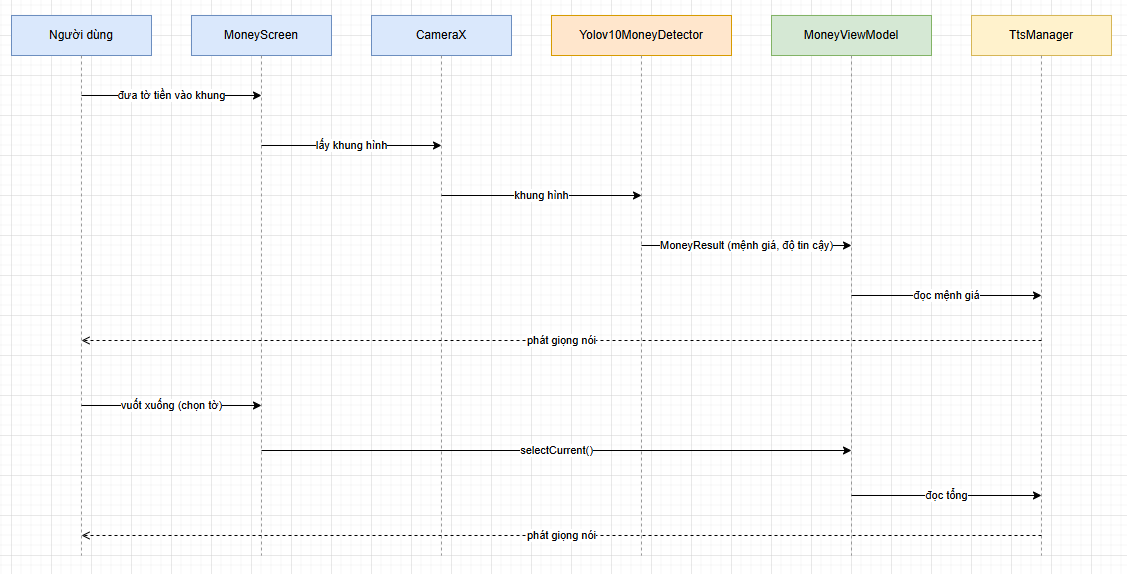 Người dùng
MoneyScreen
CameraX
Yolov10MoneyDetector
MoneyViewModel
TtsManager
đưa tờ tiền vào khung
lấy khung hình
khung hình
MoneyResult (mệnh giá, độ tin cậy)
đọc mệnh giá
phát giọng nói
vuốt xuống (chọn tờ)
selectCurrent()
đọc tổng
phát giọng nói